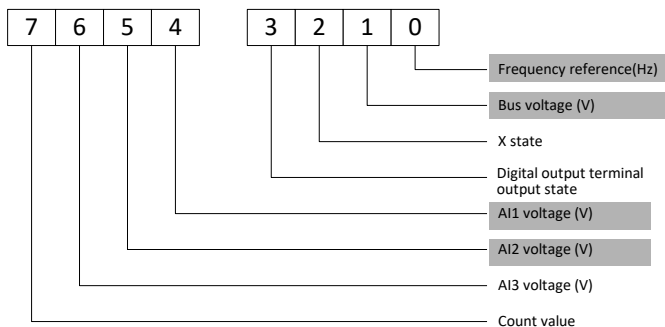 7 6 5 4 3 2 1 0
Frequency reference(Hz)
Bus voltage (V)
X state
Digital output terminal
output state
AI1 voltage (V)
AI2 voltage (V)
AI3 voltage (V)
Count value